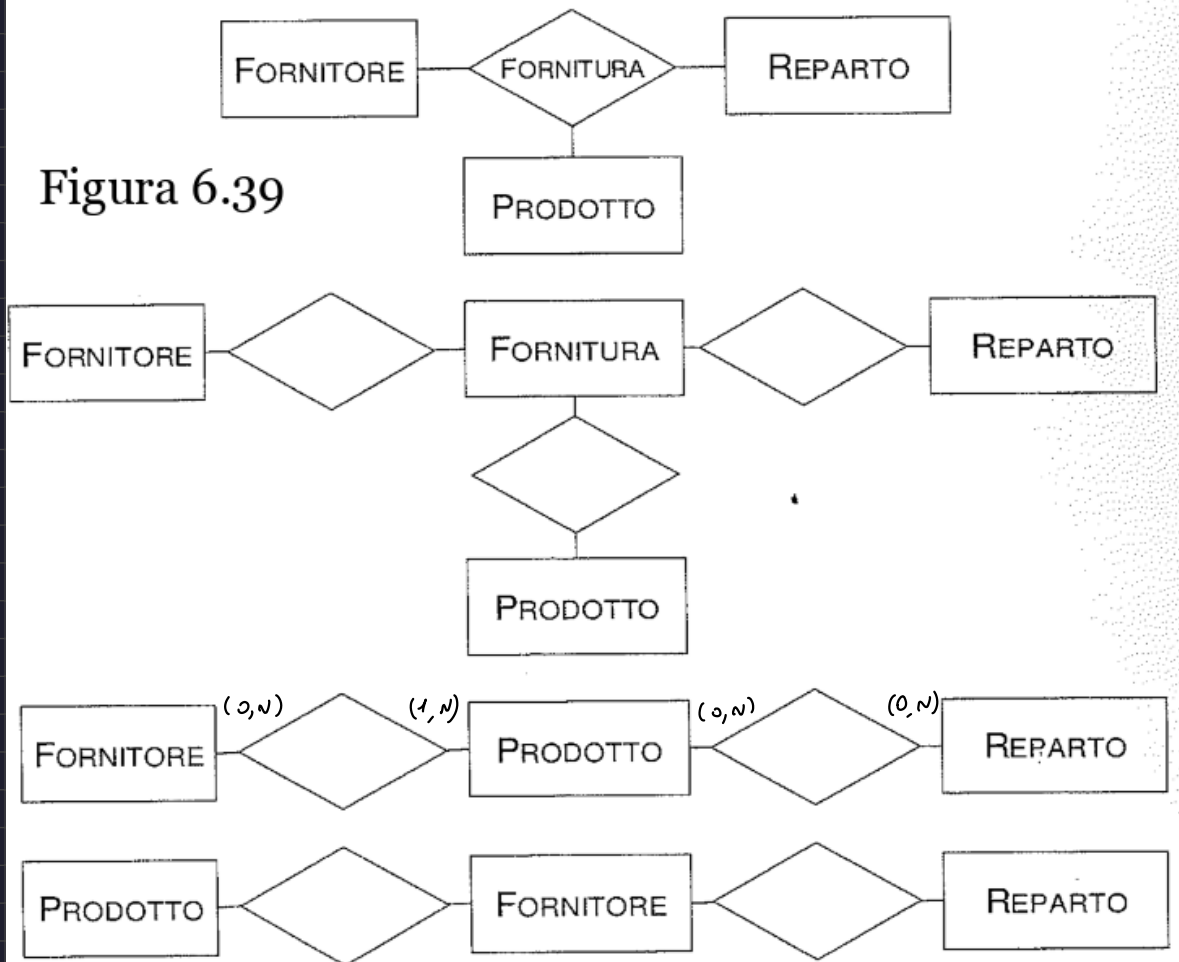 FORNITORE FORNITURA REPARTO
PRODOTTO
Figura 6.39
FORNITORE FORNITURA REPARTO
PRODOTTO
(0,N) (1,N) (0,N) (0,N)
FORNITORE PRODOTTO REPARTO
PRODOTTO FORNITORE REPARTO